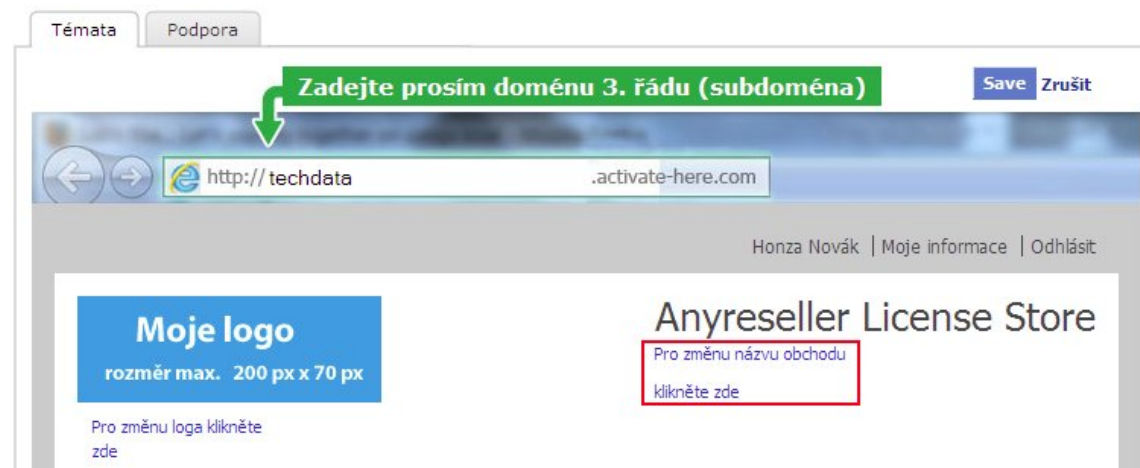 Témata
Podpora
Zadejte prosím doménu 3. řádu (subdoména)
Save Zrušit
http:// techdata .activate-here.com
Honza Novák | Moje informace | Odhlásit
Moje logo
rozměr max. 200 px x 70 px
Anyreseller License Store
Pro změnu názvu obchodu
klikněte zde
Pro změnu loga klikněte
zde